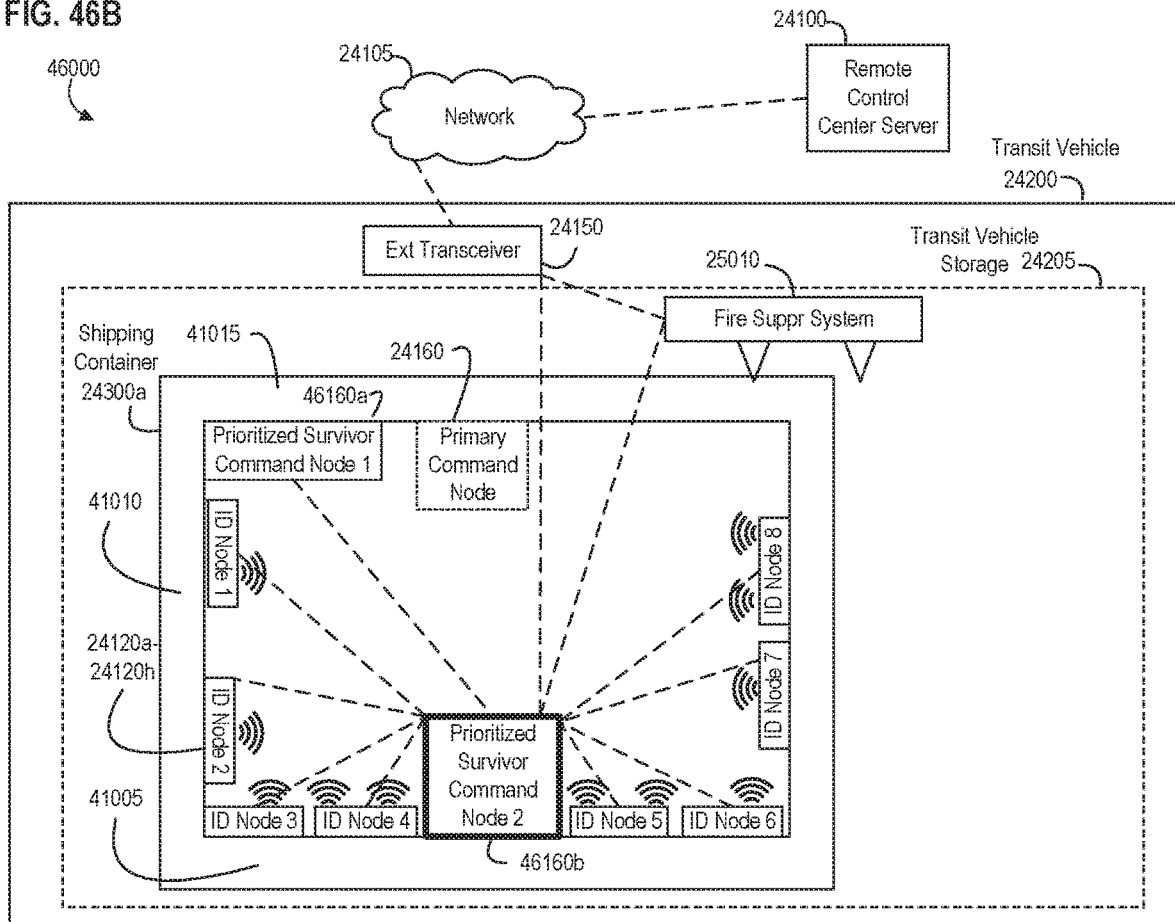 FIG. 46B
46000
24105
24100
Network
Remote
Control
Center Server
Transit Vehicle
24200
Ext Transceiver
24150
Transit Vehicle
Storage 24205
25010
Fire Suppr System
Shipping
Container
24300a
41015
24160
46160a
Prioritized Survivor
Command Node 1
Primary
Command
Node
41010
ID Node 1
ID Node 8
24120a-
24120h
ID Node 2
ID Node 7
Prioritized
Survivor
Command
Node 2
41005
ID Node 3
ID Node 4
ID Node 5
ID Node 6
46160b